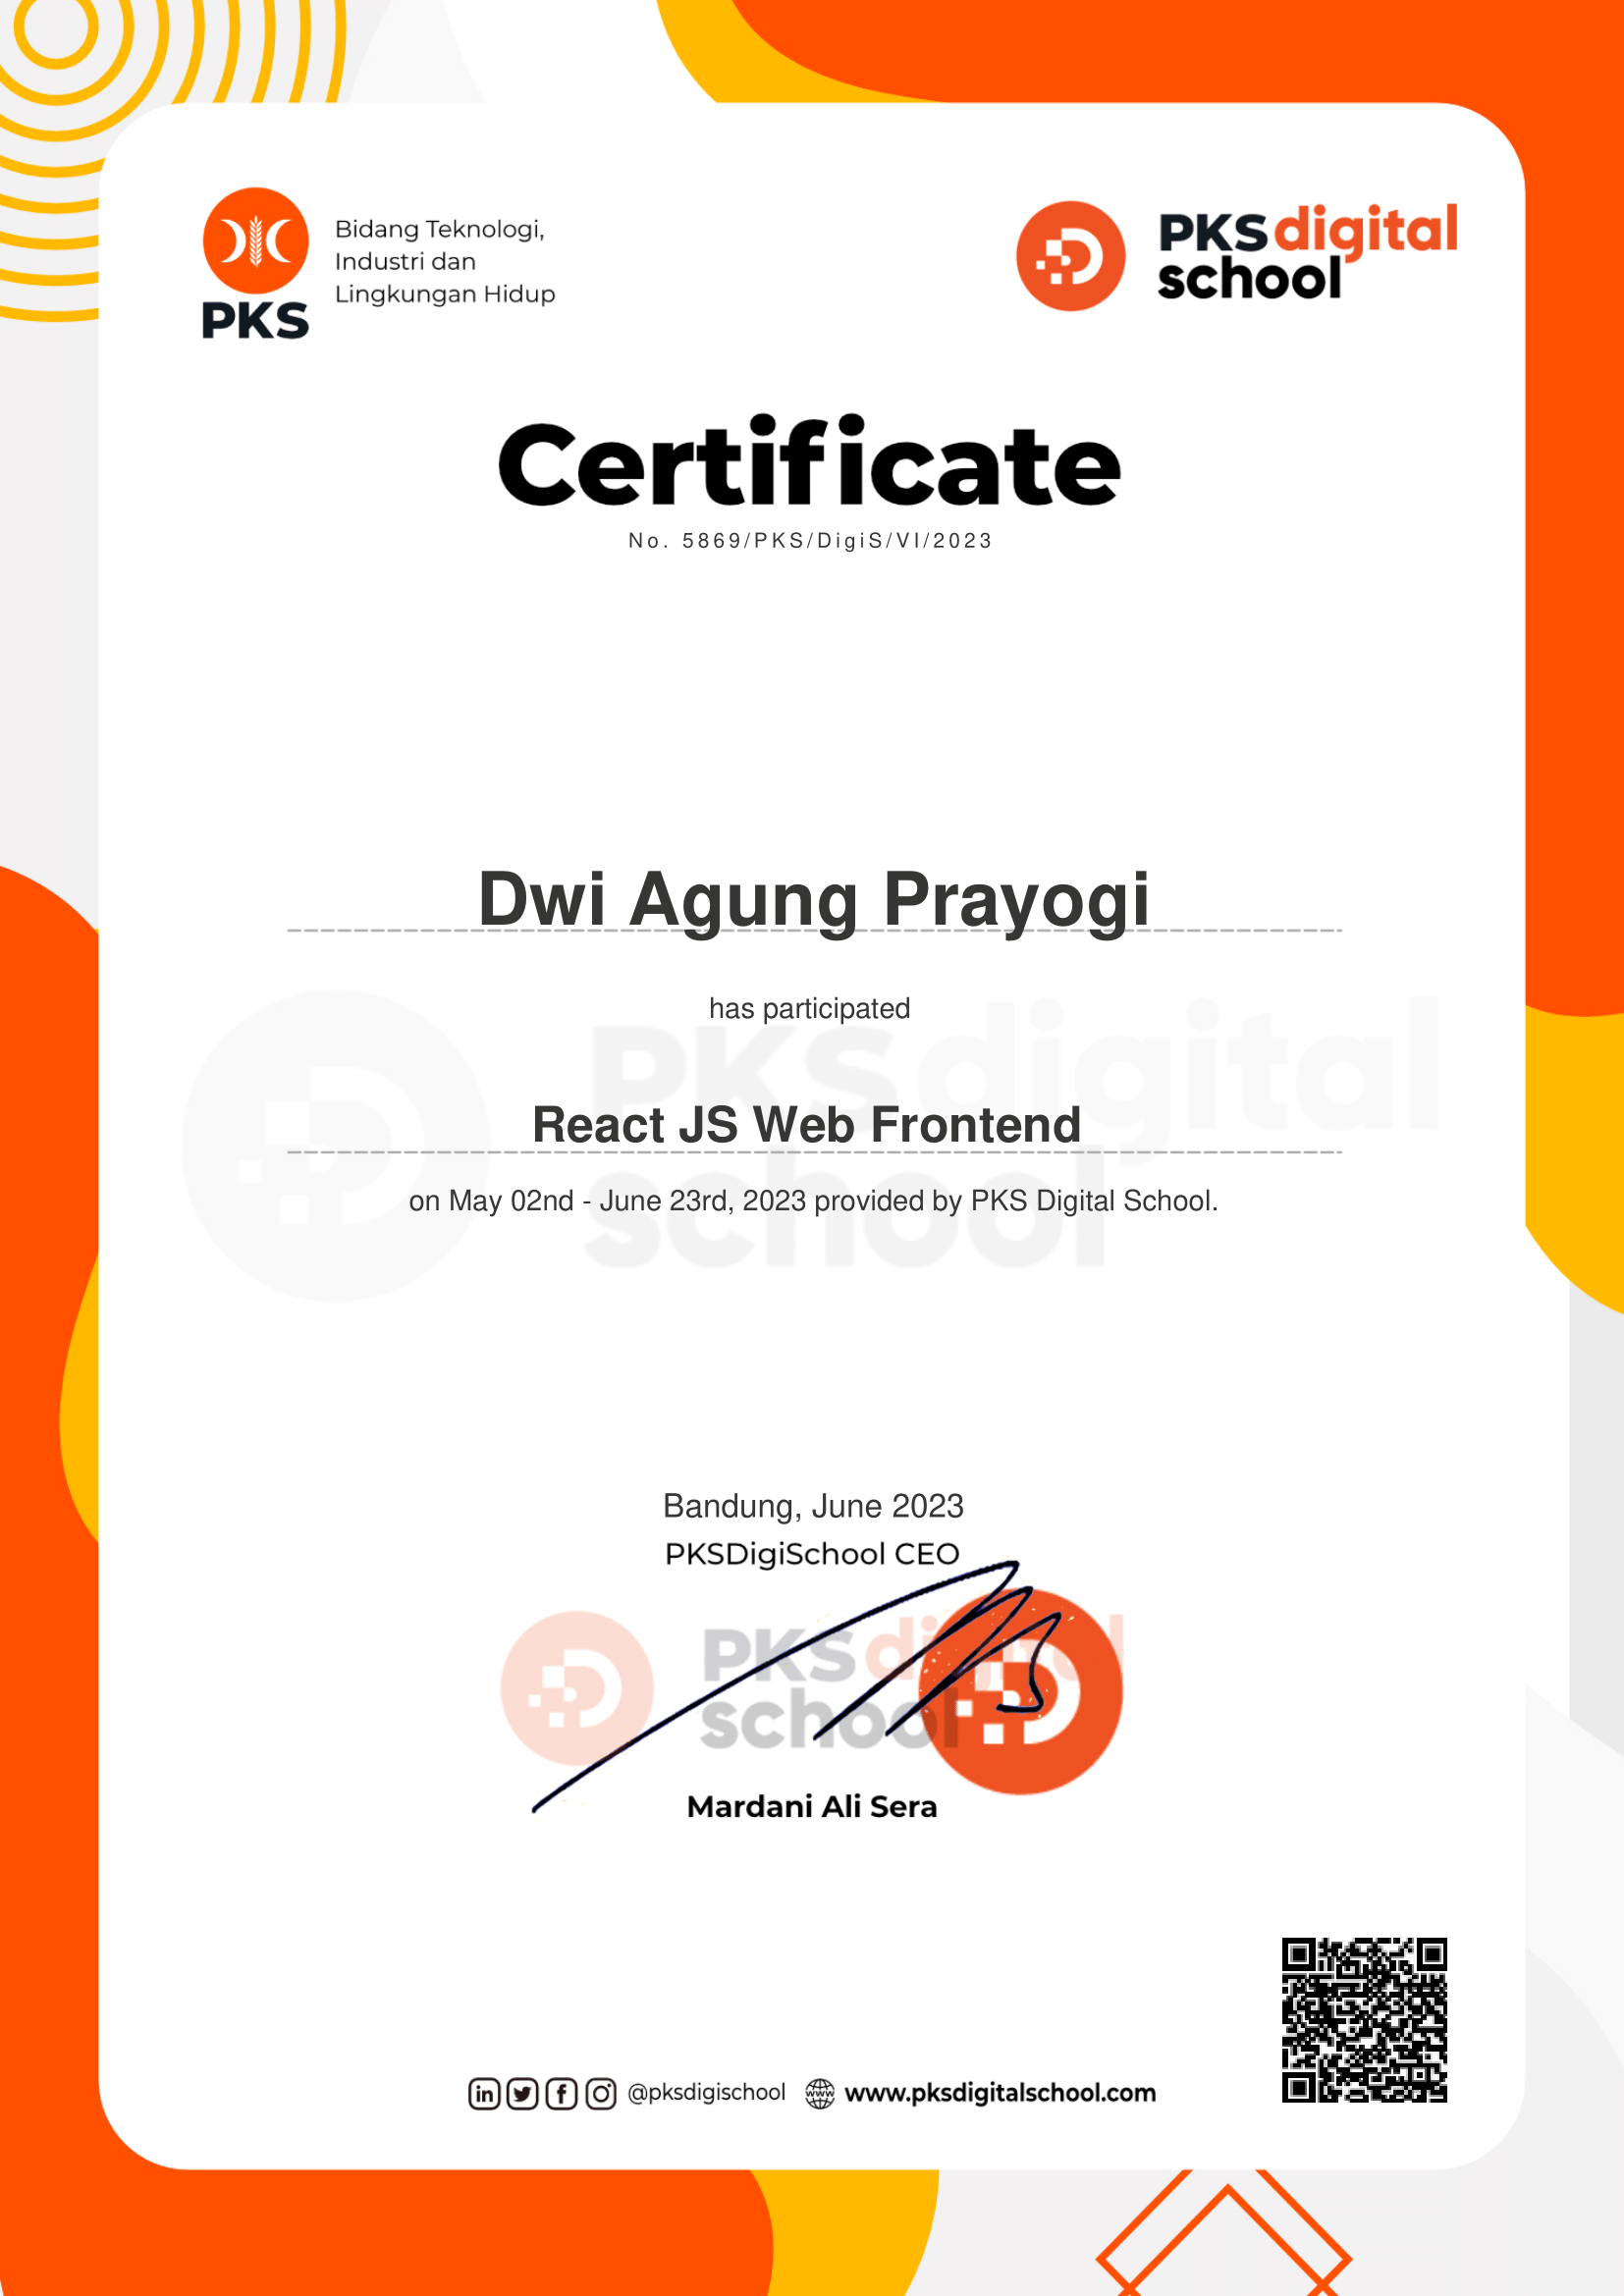 PKS
Bidang Teknologi,
Industri dan
Lingkungan Hidup
PKSdigital
school
Certificate
No. 5869/PKS/DigiS/VI/2023
Dwi Agung Prayogi
has participated
PKSdigital
school
React JS Web Frontend
on May 02nd - June 23rd, 2023 provided by PKS Digital School.
Bandung, June 2023
PKSDigiSchool CEO
PKSdigital
school
Mardani Ali Sera
@pksdigischool www.pksdigitalschool.com